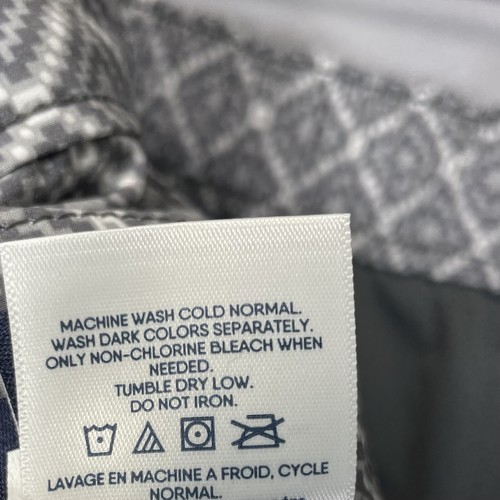 MACHINE WASH COLD NORMAL.
WASH DARK COLORS SEPARATELY.
ONLY NON-CHLORINE BLEACH WHEN
NEEDED.
TUMBLE DRY LOW.
DO NOT IRON.
LAVAGE EN MACHINE A FROID, CYCLE
NORMAL.